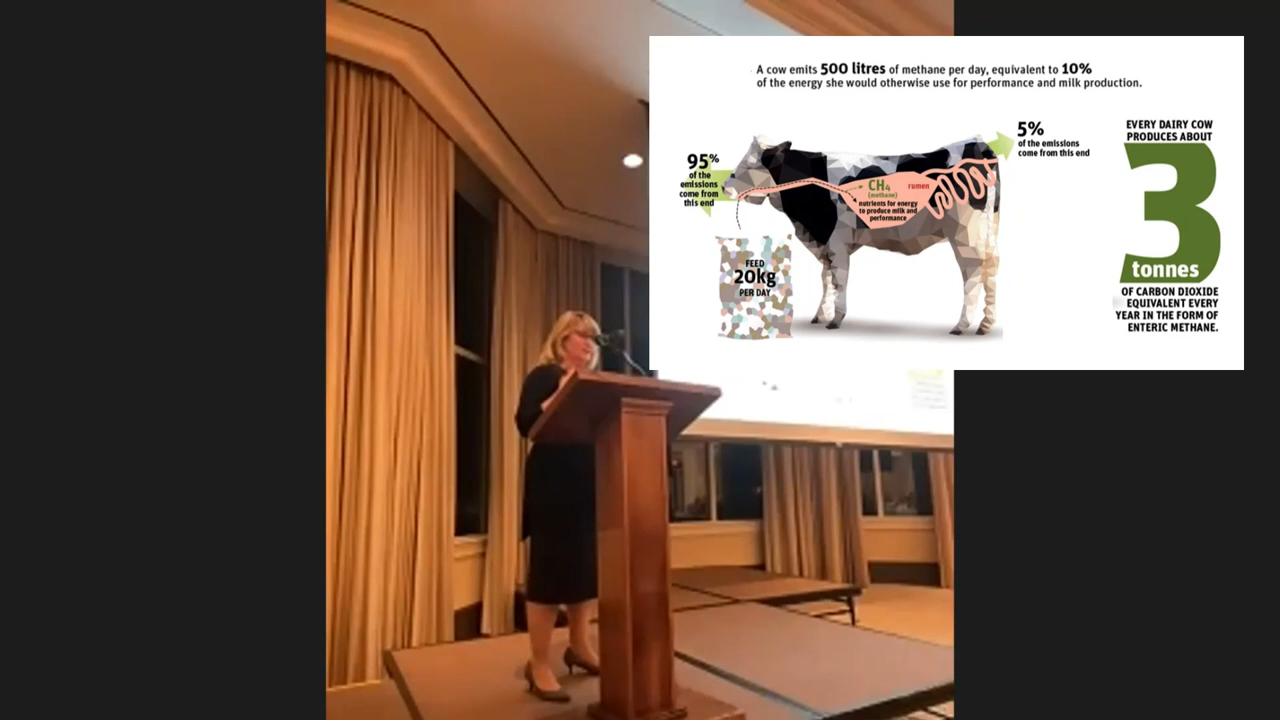 A cow emits 500 litres of methane per day, equivalent to 10%
of the energy she would otherwise use for performance and milk production.
95%
of the
emissions
come from
this end
5%
of the emissions
come from this end
CH₄
(methane)
rumen
nutrients for energy
to produce milk and
performance
FEED
20kg
PER DAY
EVERY DAIRY COW
PRODUCES ABOUT
3
tonnes
OF CARBON DIOXIDE
EQUIVALENT EVERY
YEAR IN THE FORM OF
ENTERIC METHANE.